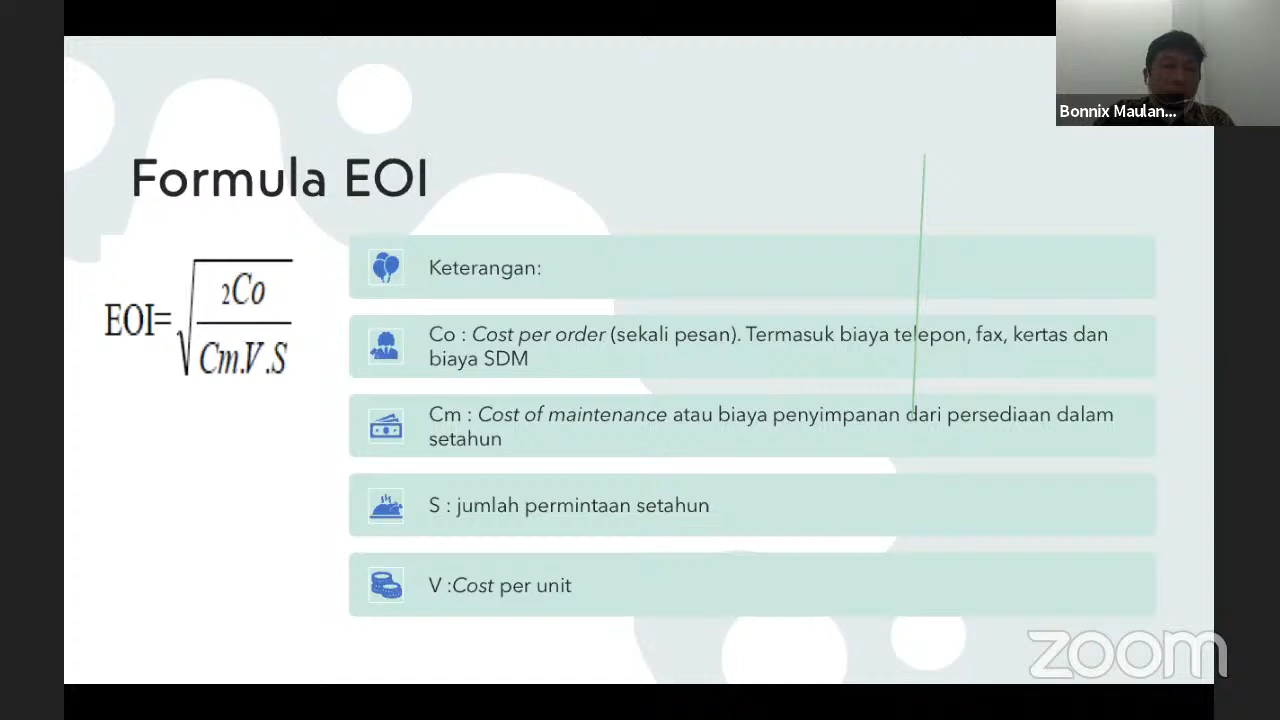 Bonnix Maulan...
Formula EOI
EOI=√(2Co/Cm.V.S)
Keterangan:
Co : Cost per order (sekali pesan). Termasuk biaya telepon, fax, kertas dan
biaya SDM
Cm : Cost of maintenance atau biaya penyimpanan dari persediaan dalam
setahun
S : jumlah permintaan setahun
V :Cost per unit
zoom